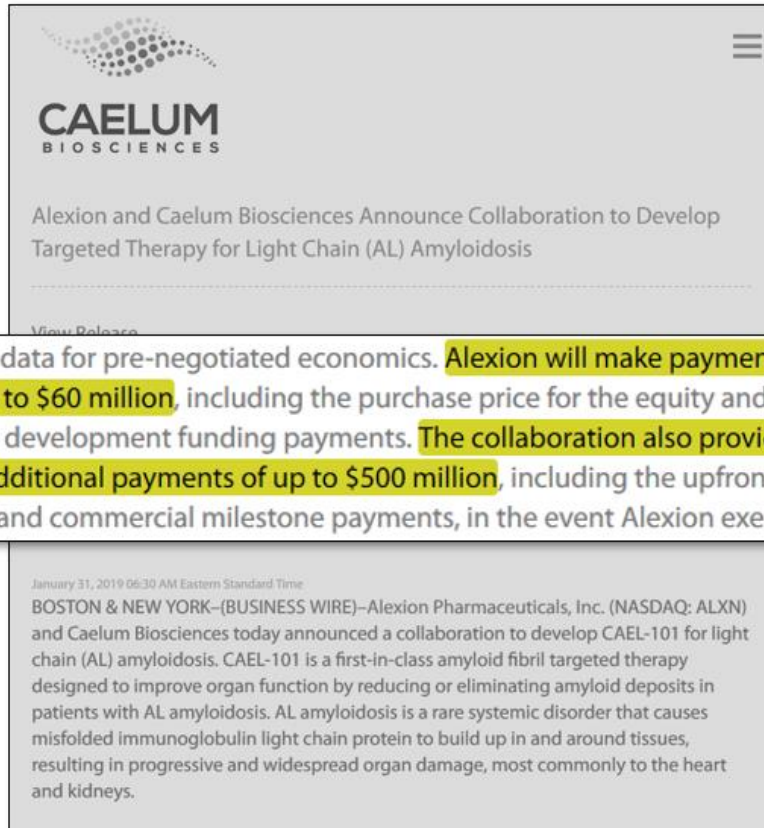 CAELUM
BIOSCIENCES
Alexion and Caelum Biosciences Announce Collaboration to Develop
Targeted Therapy for Light Chain (AL) Amyloidosis
View Release
data for pre-negotiated economics. Alexion will make
to $60 million, including the purchase price for the equity and
development funding payments. The collaboration also
payments of up to $500 million, including the
and commercial milestone payments, in the event Alexion
January 31, 2019 06:30 AM Eastern Standard Time
BOSTON & NEW YORK–(BUSINESS WIRE)–Alexion Pharmaceuticals, Inc. (NASDAQ: ALXN)
and Caelum Biosciences today announced a collaboration to develop CAEL-101 for light
chain (AL) amyloidosis. CAEL-101 is a first-in-class amyloid fibril targeted therapy
designed to improve organ function by reducing or eliminating amyloid deposits in
patients with AL amyloidosis. AL amyloidosis is a rare systemic disorder that causes
misfolded immunoglobulin light chain protein to build up in and around tissues,
resulting in progressive and widespread organ damage, most commonly to the heart
and kidneys.